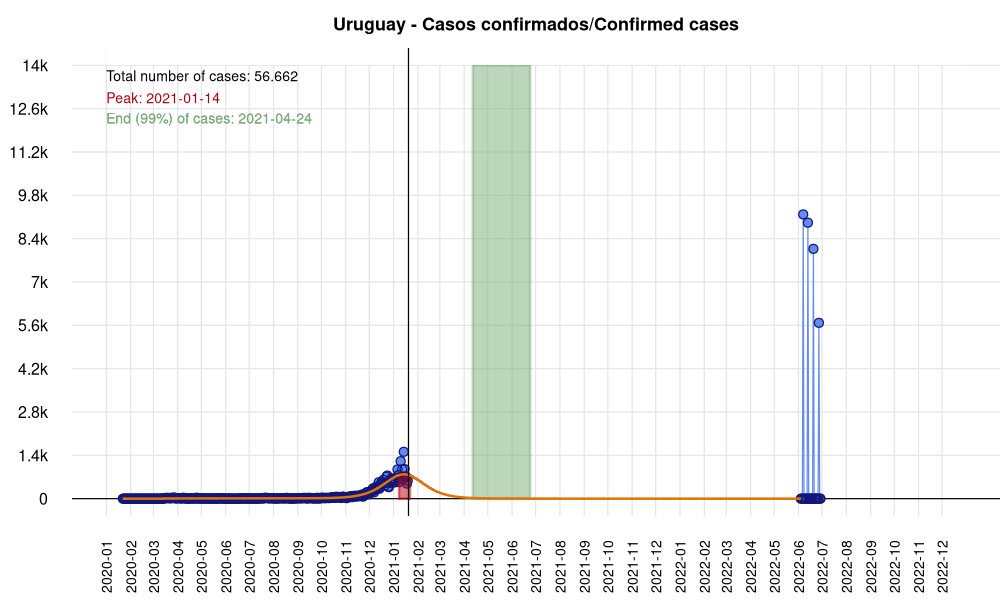 Uruguay - Casos confirmados/Confirmed cases
14k
12.6k
11.2k
9.8k
8.4k
7k
5.6k
4.2k
2.8k
1.4k
0
Total number of cases: 56.662
Peak: 2021-01-14
End (99%) of cases: 2021-04-24
2020-01
2020-02
2020-03
2020-04
2020-05
2020-06
2020-07
2020-08
2020-09
2020-10
2020-11
2020-12
2021-01
2021-02
2021-03
2021-04
2021-05
2021-06
2021-07
2021-08
2021-09
2021-10
2021-11
2021-12
2022-01
2022-02
2022-03
2022-04
2022-05
2022-06
2022-07
2022-08
2022-09
2022-10
2022-11
2022-12